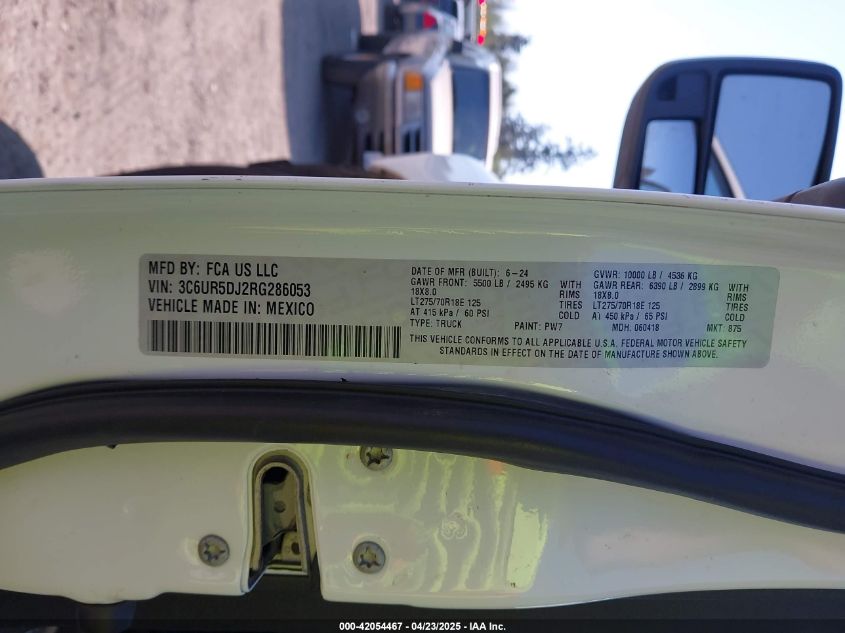 MFD BY: FCA US LLC
VIN: 3C6UR5DJ2RG286053
VEHICLE MADE IN: MEXICO
DATE OF MFR (BUILT): 6-24
GAWR FRONT: 5500 LB / 2495 KG WITH
18X8.0 RIMS
LT275/70R18E 125 TIRES
AT 415 kPa / 60 PSI COLD
TYPE: TRUCK PAINT: PW7
GVWR: 10000 LB / 4536 KG
GAWR REAR: 6390 LB / 2899 KG WITH
18X8.0 RIMS
LT275/70R18E 125 TIRES
AT 450 kPa / 65 PSI COLD
MDH: 060418 MKT: 875
THIS VEHICLE CONFORMS TO ALL APPLICABLE U.S.A. FEDERAL MOTOR VEHICLE SAFETY
STANDARDS IN EFFECT ON THE DATE OF MANUFACTURE SHOWN ABOVE.
000-42054467 - 04/23/2025 - IAA Inc.